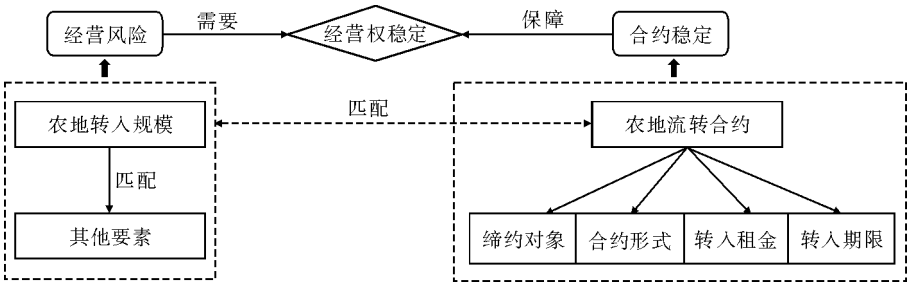 经营风险
需要
经营权稳定
保障
合约稳定
农地转入规模
匹配
农地流转合约
匹配
其他要素
缔约对象
合约形式
转入租金
转入期限